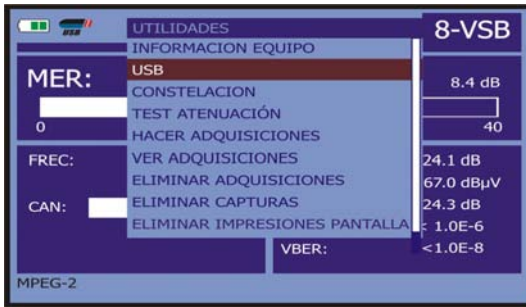 USB
UTILIDADES
8-VSB
INFORMACION EQUIPO
USB
CONSTELACION
TEST ATENUACIÓN
HACER ADQUISICIONES
VER ADQUISICIONES
ELIMINAR ADQUISICIONES
ELIMINAR CAPTURAS
ELIMINAR IMPRESIONES PANTALLA
MER:
8.4 dB
0
40
FREC:
24.1 dB
67.0 dBµV
CAN:
24.3 dB
< 1.0E-6
VBER:
<1.0E-8
MPEG-2